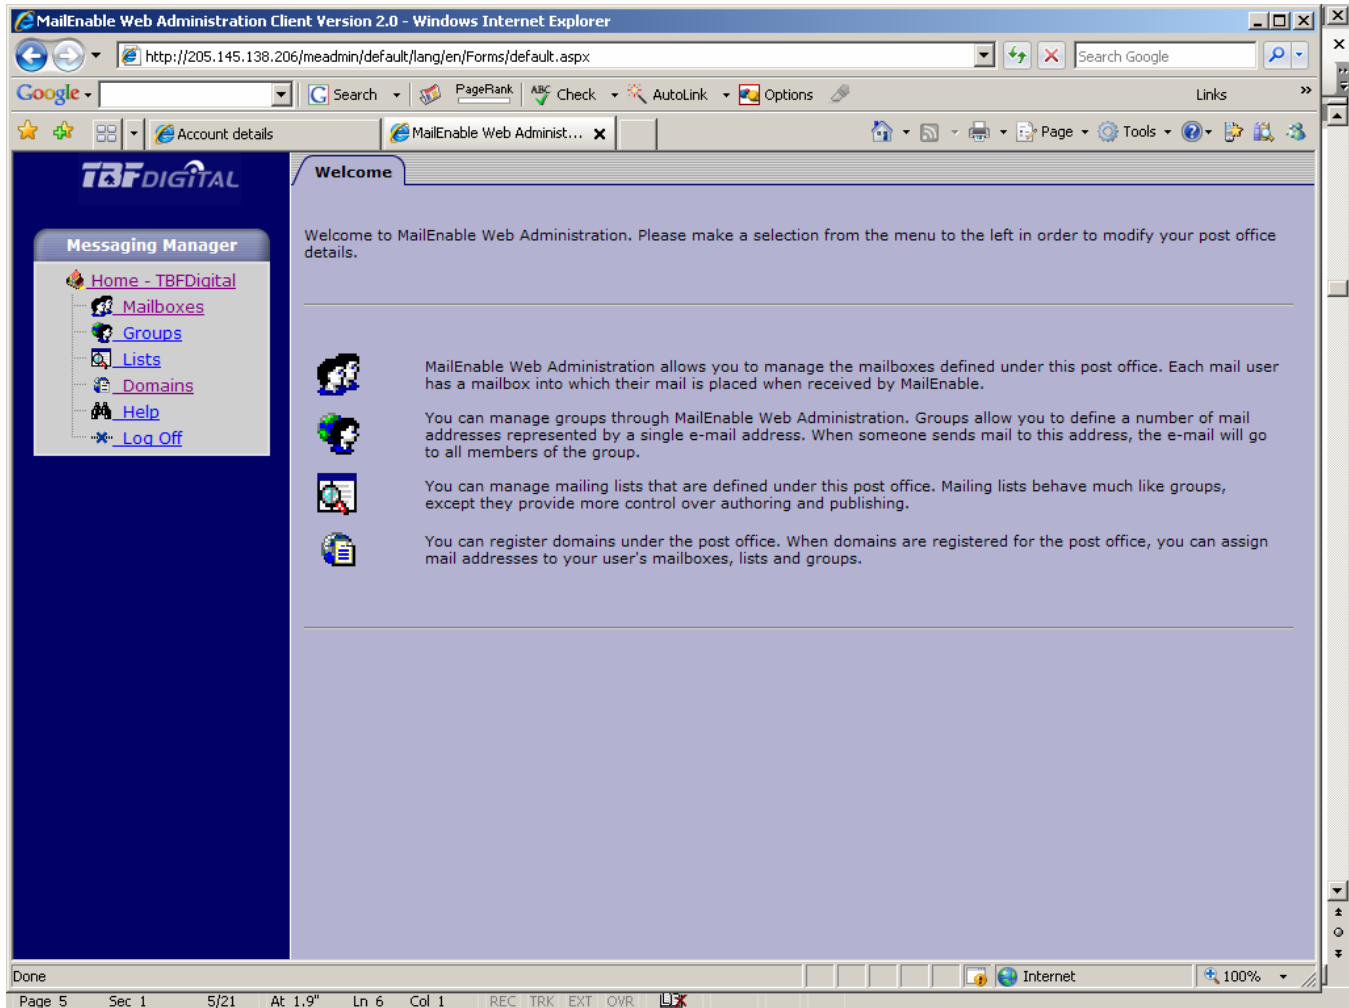 MailEnable Web Administration Client Version 2.0 - Windows Internet Explorer
http://205.145.138.206/meadmin/default/lang/en/Forms/default.aspx
Search Google
Google
Search
PageRank
ABC Check
AutoLink
Options
Links
Account details
MailEnable Web Administ...
Page
Tools
TBFDIGITAL
Welcome
Messaging Manager
Home - TBFDigital
Mailboxes
Groups
Lists
Domains
Help
Log Off
Welcome to MailEnable Web Administration. Please make a selection from the menu to the left in order to modify your post office
details.
MailEnable Web Administration allows you to manage the mailboxes defined under this post office. Each mail user
has a mailbox into which their mail is placed when received by MailEnable.
You can manage groups through MailEnable Web Administration. Groups allow you to define a number of mail
addresses represented by a single e-mail address. When someone sends mail to this address, the e-mail will go
to all members of the group.
You can manage mailing lists that are defined under this post office. Mailing lists behave much like groups,
except they provide more control over authoring and publishing.
You can register domains under the post office. When domains are registered for the post office, you can assign
mail addresses to your user's mailboxes, lists and groups.
Done
Internet
100%
Page 5 Sec 1 5/21 At 1.9" Ln 6 Col 1 REC TRK EXT OVR